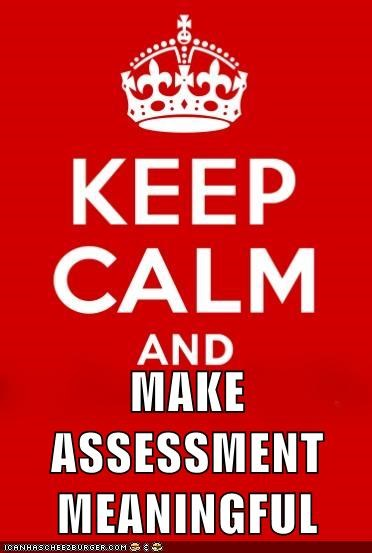 KEEP
CALM
AND
MAKE
ASSESSMENT
MEANINGFUL
ICANHASCHEEZBURGER.COM